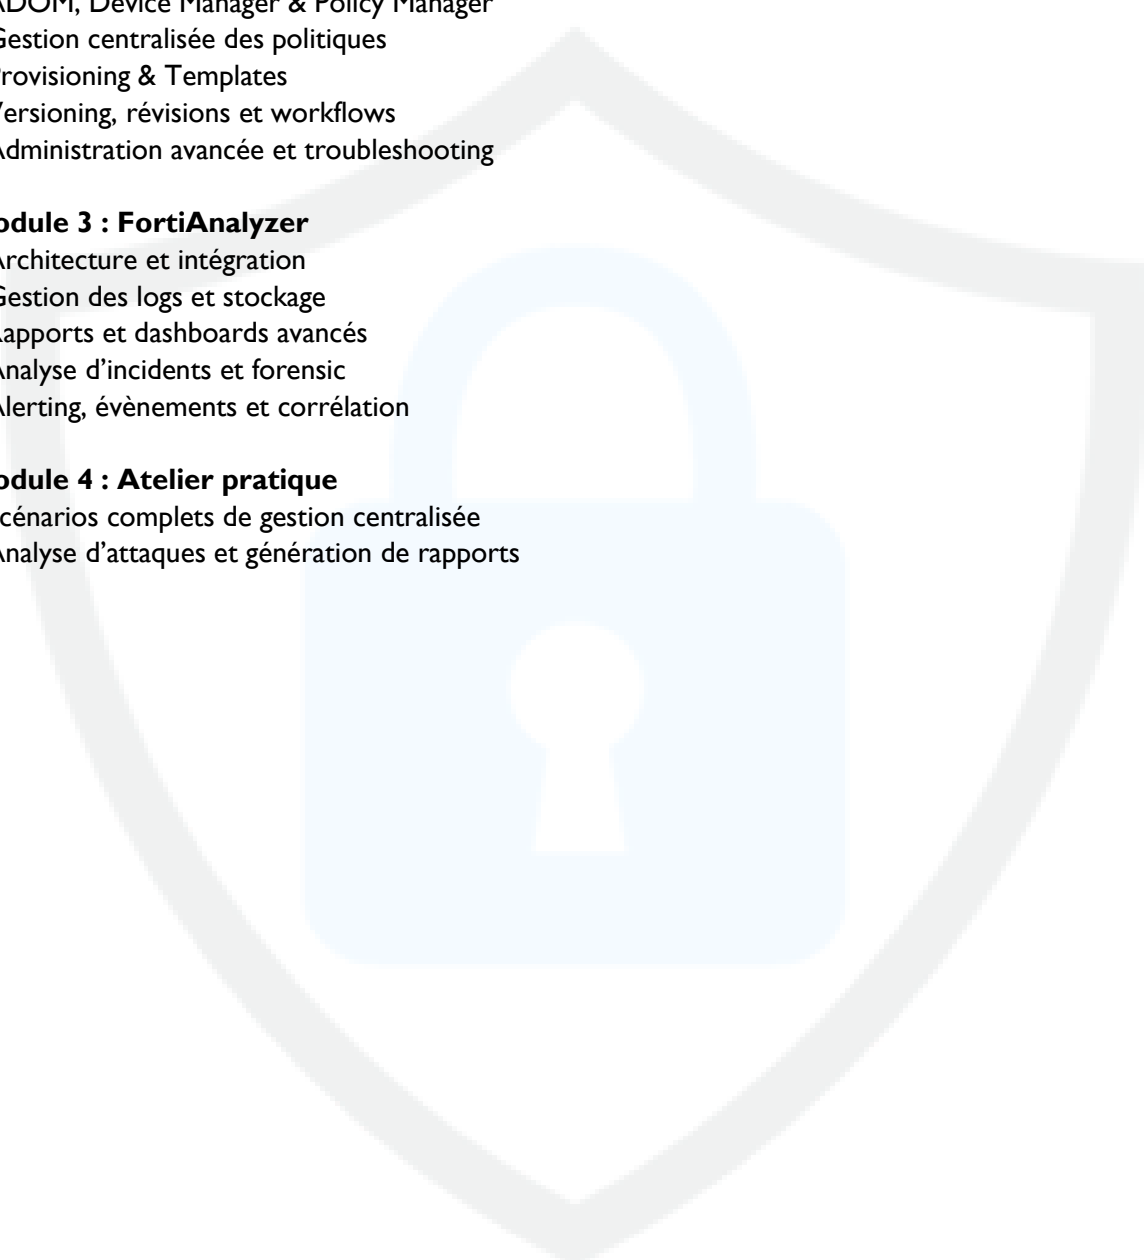 ADOM, Device Manager & Policy Manager
Gestion centralisée des politiques
Provisioning & Templates
Versioning, révisions et workflows
Administration avancée et troubleshooting
odule 3 : FortiAnalyzer
Architecture et intégration
Gestion des logs et stockage
Rapports et dashboards avancés
Analyse d’incidents et forensic
Alerting, évènements et corrélation
odule 4 : Atelier pratique
cénarios complets de gestion centralisée
Analyse d’attaques et génération de rapports